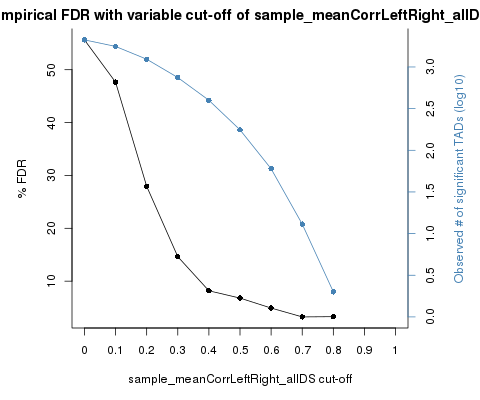 mpirical FDR with variable cut-off of sample_meanCorrLeftRight_allD
% FDR
50
40
30
20
10
3.0
2.5
2.0
1.5
1.0
0.5
0.0
Observed # of significant TADs (log10)
0 0.1 0.2 0.3 0.4 0.5 0.6 0.7 0.8 0.9 1
sample_meanCorrLeftRight_allDS cut-off